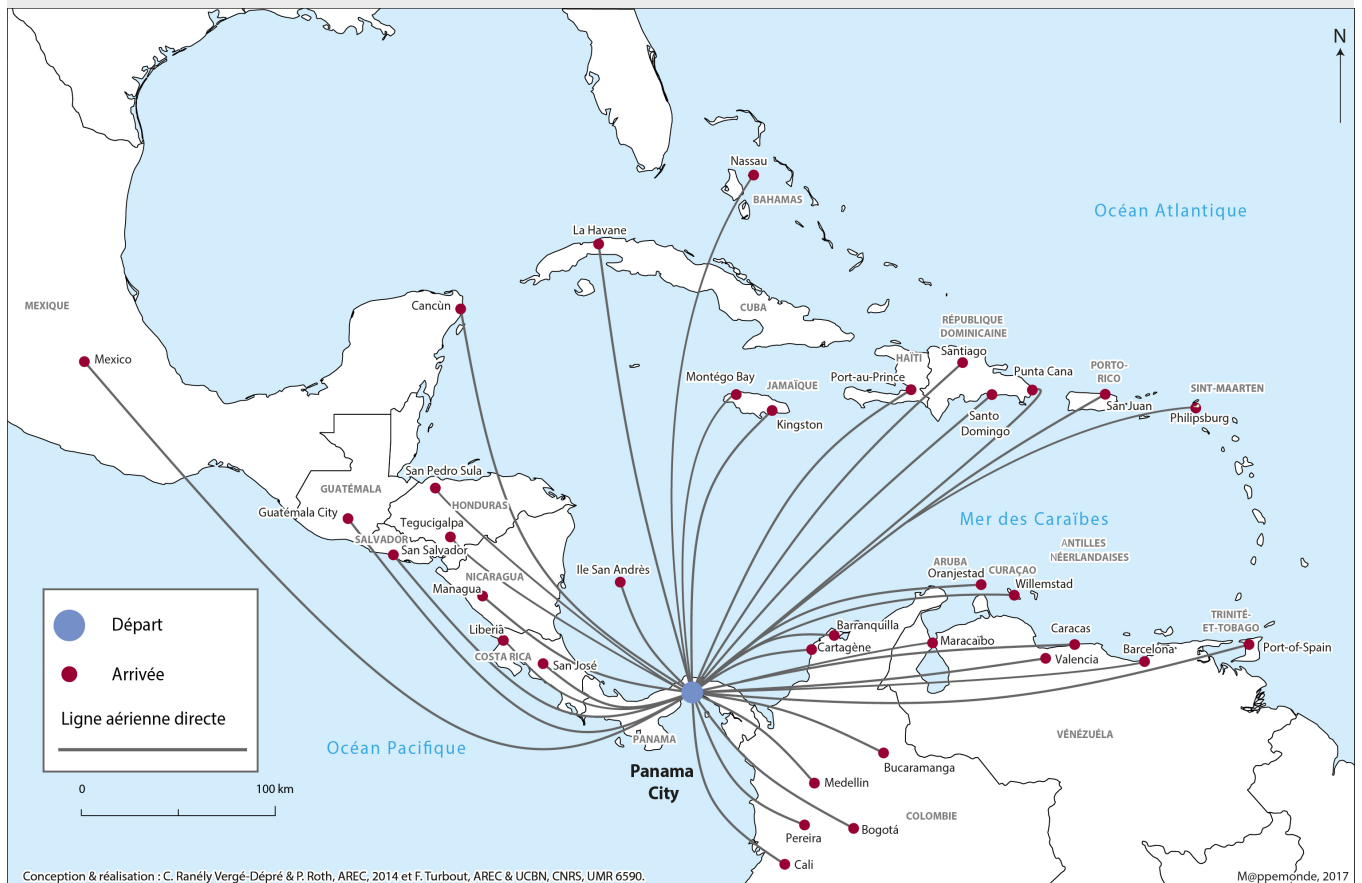 N
Nassau
BAHAMAS
Océan Atlantique
La Havane
MEXIQUE
Cancùn
CUBA
RÉPUBLIQUE
DOMINICAINE
Mexico
HAÏTI
Santiago
Montégo Bay
JAMAÏQUE
Port-au-Prince
Punta Cana
PORTO-
RICO
SINT-MAARTEN
Kingston
Santo
Domingo
San Juan
Philipsburg
San Pedro Sula
GUATÉMALA
HONDURAS
Guatémala City
Tegucigalpa
Mer des Caraïbes
SALVADOR
San Salvador
ANTILLES
NÉERLANDAISES
Ile San Andrès
ARUBA
Oranjestad
CURAÇAO
Willemstad
NICARAGUA
Managua
Liberia
COSTA RICA
San José
Barranquilla
Cartagène
Maracaïbo
Caracas
Valencia
Barcelona
TRINITÉ-
ET-TOBAGO
Port-of-Spain
Départ
Arrivée
Ligne aérienne directe
Océan Pacifique
PANAMA
Panama
City
VÉNÉZUÉLA
Bucaramanga
Medellin
COLOMBIE
Pereira
Bogotá
Cali
0
100 km
Conception & réalisation : C. Ranély Vergé-Dépré & P. Roth, AREC, 2014 et F. Turbout, AREC & UCBN, CNRS, UMR 6590.
M@ppemonde, 2017